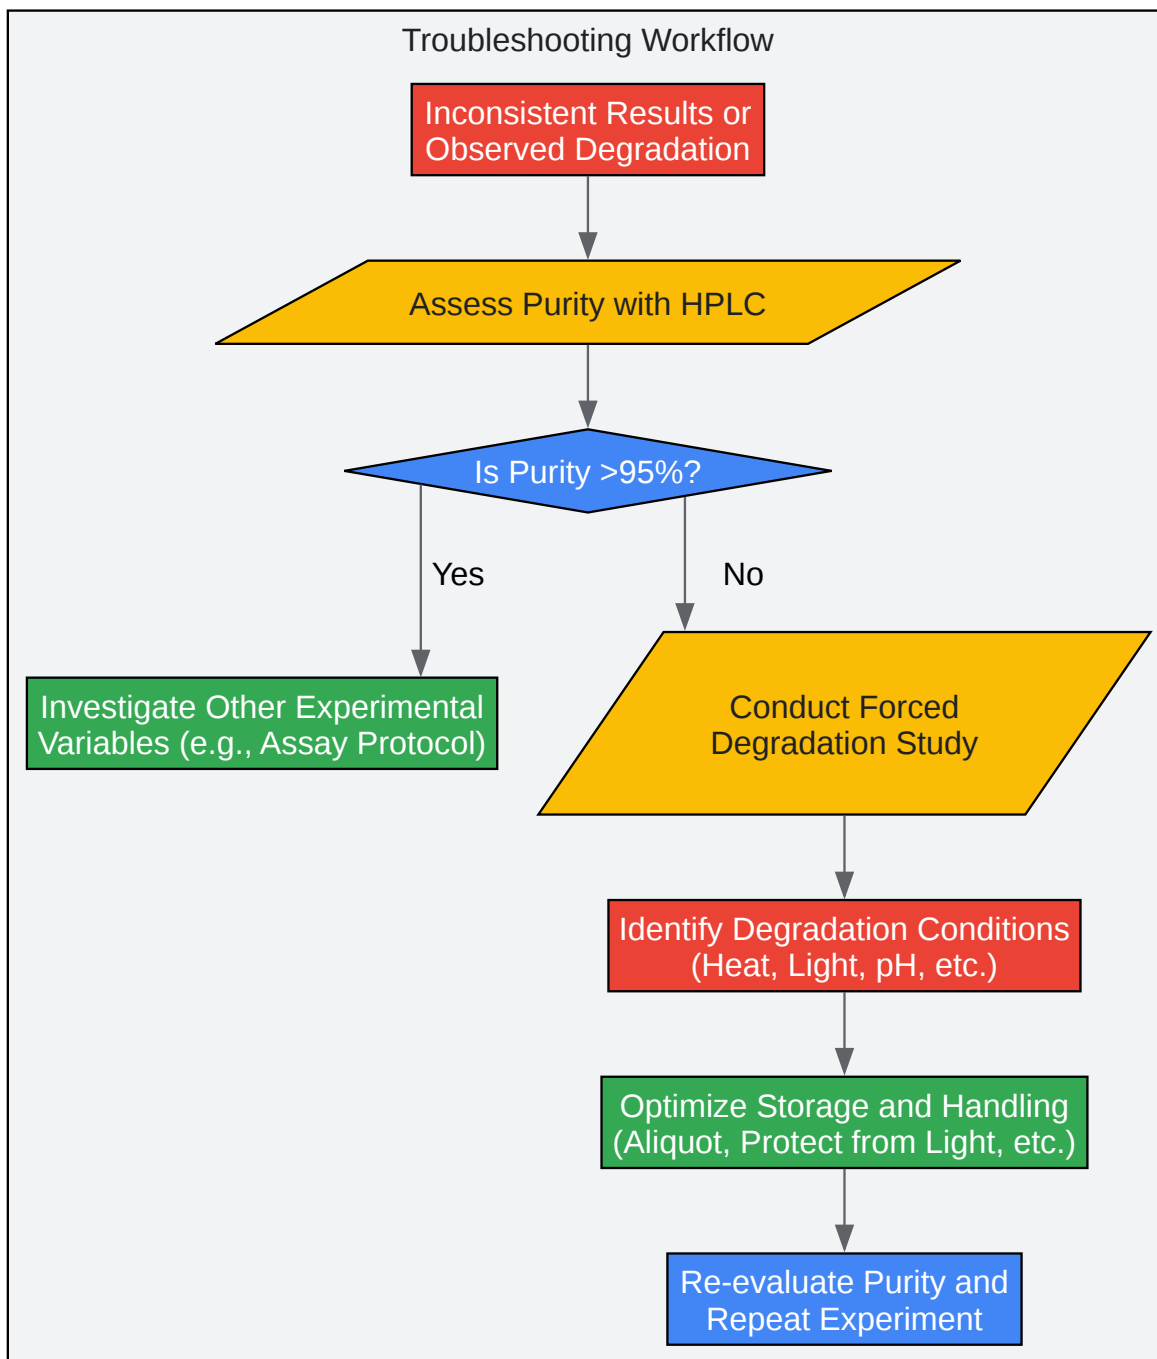 Troubleshooting Workflow
Inconsistent Results or
Observed Degradation
Assess Purity with HPLC
Is Purity >95%?
Yes
No
Investigate Other Experimental
Variables (e.g., Assay Protocol)
Conduct Forced
Degradation Study
Identify Degradation Conditions
(Heat, Light, pH, etc.)
Optimize Storage and Handling
(Aliquot, Protect from Light, etc.)
Re-evaluate Purity and
Repeat Experiment